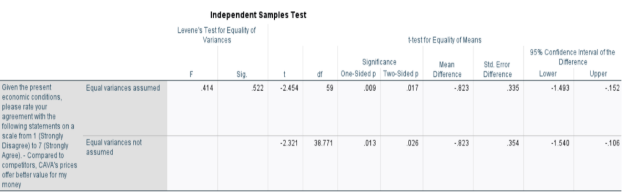 Independent Samples Test
Levene's Test for Equality of Variances
t-test for Equality of Means
Significance
Mean Difference
Std. Error Difference
95% Confidence Interval of the Difference
F Sig. t df One-Sided p Two-Sided p Lower Upper
Given the present economic conditions, please rate your agreement with the following statements on a scale from 1 (Strongly Disagree) to 7 (Strongly Agree). - Compared to competitors, CAVA's prices offer better value for my money
Equal variances assumed .414 .522 -2.454 59 .009 .017 -.823 .335 -1.493 -.152
Equal variances not assumed -2.321 38.771 .013 .026 -.823 .354 -1.540 -.106